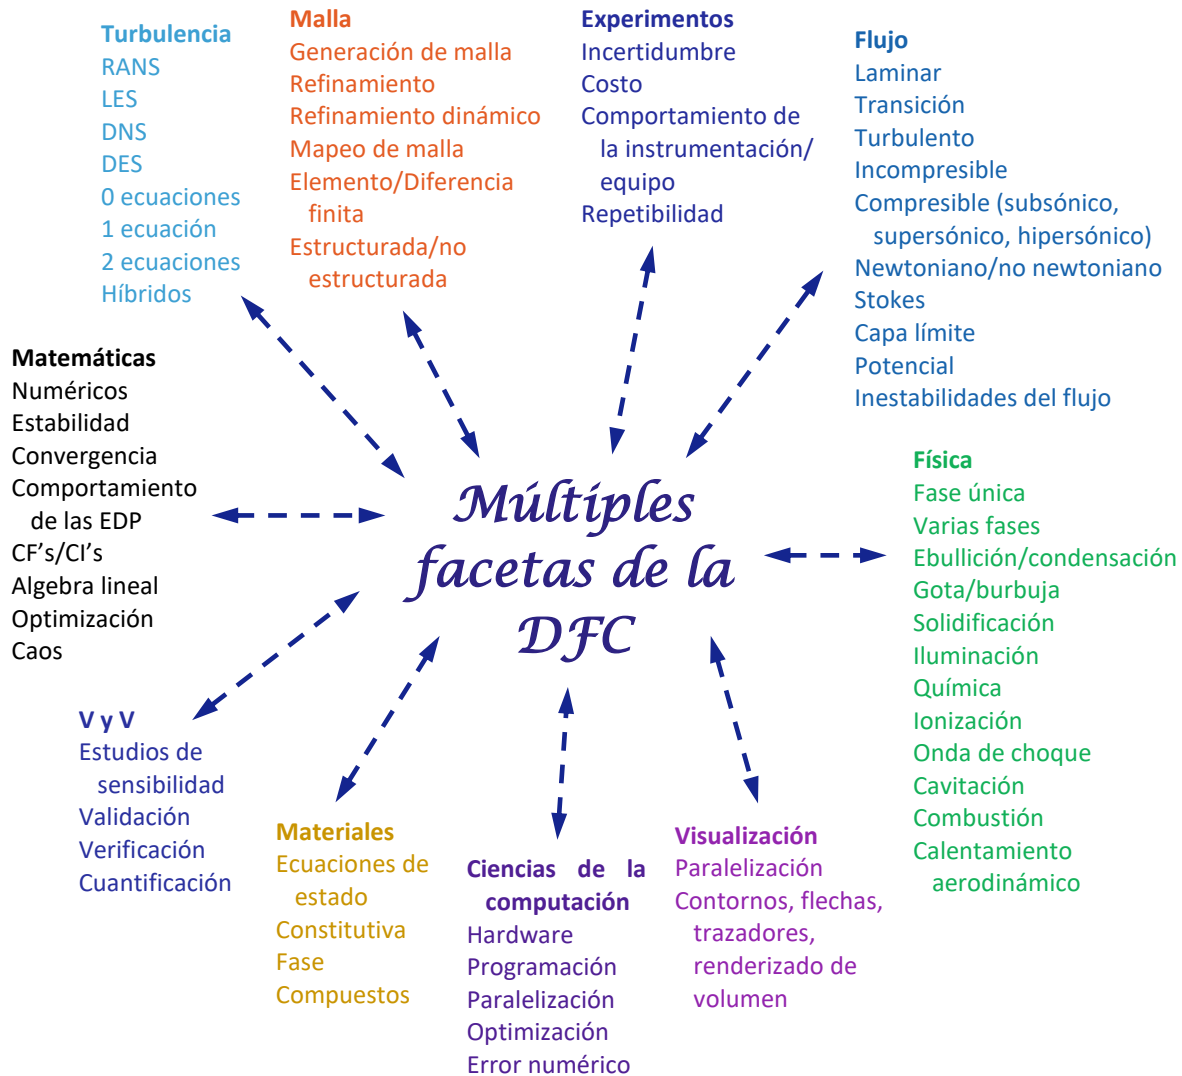 Turbulencia
RANS
LES
DNS
DES
0 ecuaciones
1 ecuación
2 ecuaciones
Híbridos
Malla
Generación de malla
Refinamiento
Refinamiento dinámico
Mapeo de malla
Elemento/Diferencia
finita
Estructurada/no
estructurada
Experimentos
Incertidumbre
Costo
Comportamiento de
la instrumentación/
equipo
Repetibilidad
Flujo
Laminar
Transición
Turbulento
Incompresible
Compresible (subsónico,
supersónico, hipersónico)
Newtoniano/no newtoniano
Stokes
Capa límite
Potencial
Inestabilidades del flujo
Matemáticas
Numéricos
Estabilidad
Convergencia
Comportamiento
de las EDP
CF’s/CI’s
Algebra lineal
Optimización
Caos
Múltiples
facetas de la
DFC
Física
Fase única
Varias fases
Ebullición/condensación
Gota/burbuja
Solidificación
Iluminación
Química
Ionización
Onda de choque
Cavitación
Combustión
Calentamiento
aerodinámico
V y V
Estudios de
sensibilidad
Validación
Verificación
Cuantificación
Materiales
Ecuaciones de
estado
Constitutiva
Fase
Compuestos
Ciencias de la
computación
Hardware
Programación
Paralelización
Optimización
Error numérico
Visualización
Paralelización
Contornos, flechas,
trazadores,
renderizado de
volumen